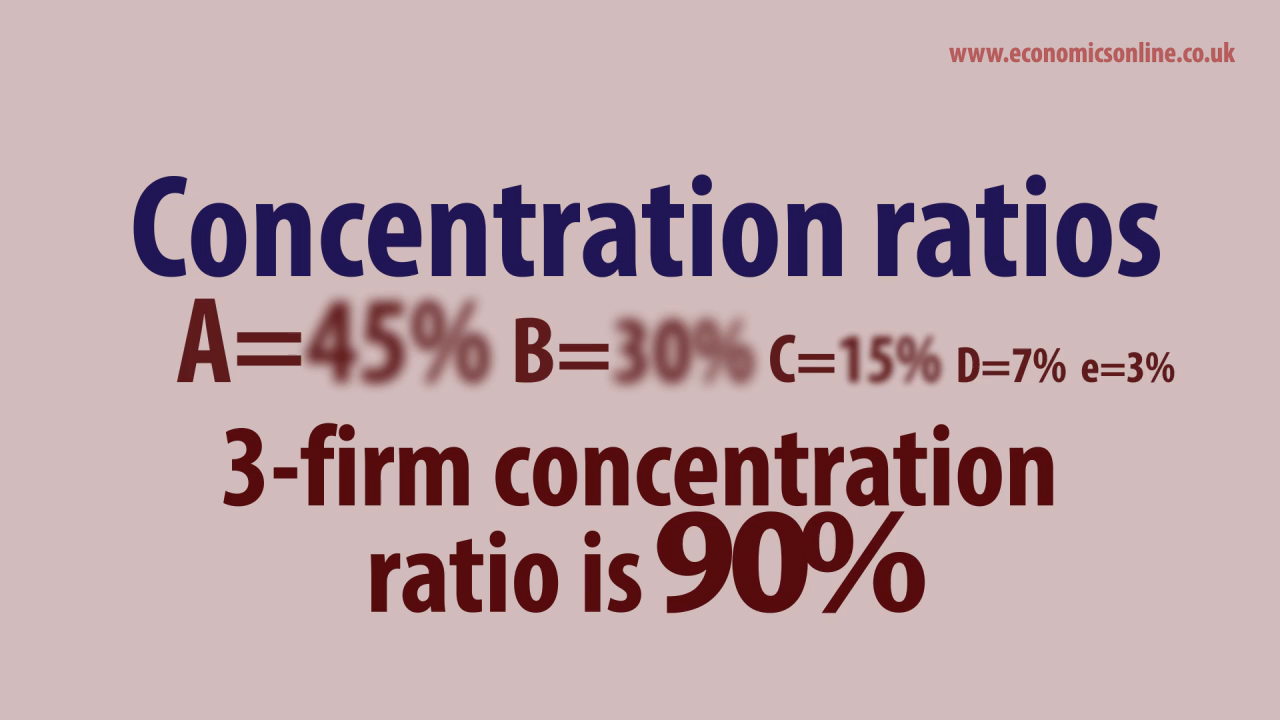 www.economicsonline.co.uk
Concentration ratios
A=45% B=30% C=15% D=7% e=3%
3-firm concentration
ratio is 90%